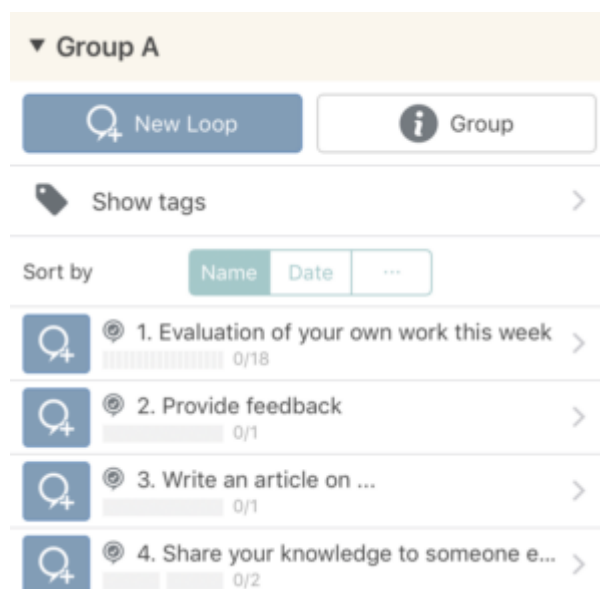 ▼ Group A
New Loop
Group
Show tags
Sort by Name Date ...
1. Evaluation of your own work this week
0/18
2. Provide feedback
0/1
3. Write an article on ...
0/1
4. Share your knowledge to someone e...
0/2